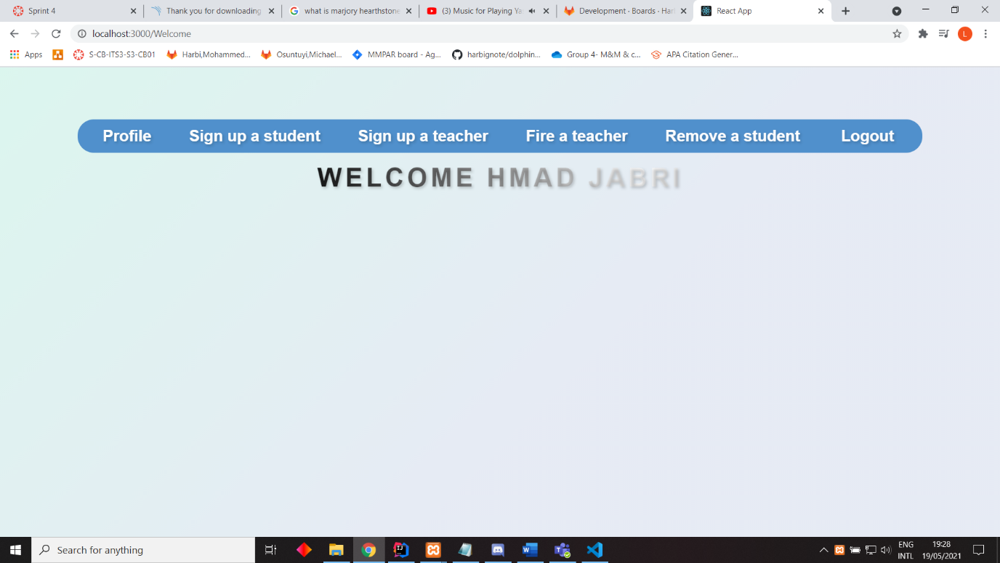 Sprint 4
Thank you for downloading
what is marjory hearthstone
(3) Music for Playing Ya
Development · Boards · Har
React App
localhost:3000/Welcome
Apps
S-CB-ITS3-S3-CB01
Harbi,Mohammed...
Osuntuyi,Michael...
MMPAR board - Ag...
harbignote/dolphin...
Group 4- M&M & c...
APA Citation Gener...
L
Profile
Sign up a student
Sign up a teacher
Fire a teacher
Remove a student
Logout
WELCOME HMAD JABRI
Search for anything
ENG
INTL
19:28
19/05/2021